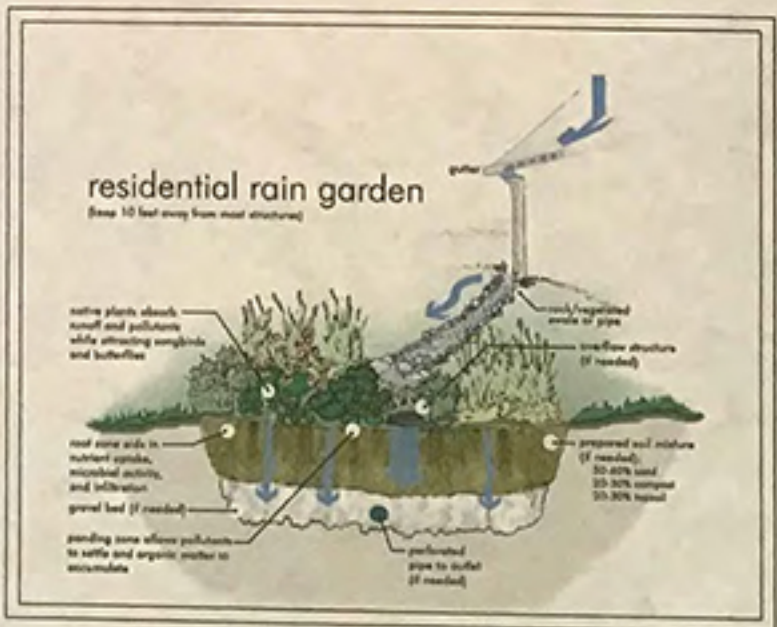 residential rain garden
(keep 10 feet away from most structures)
gutter
rock/vegetated
swale or pipe
overflow structure
(if needed)
native plants absorb
runoff and pollutants
while attracting songbirds
and butterflies
root zone aids in
nutrient uptake,
microbial activity,
and infiltration
gravel bed (if needed)
ponding zone allows pollutants
to settle and organic matter to
accumulate
prepared soil mixture
(if needed);
50-60% sand
20-30% compost
20-30% topsoil
perforated
pipe to outlet
(if needed)